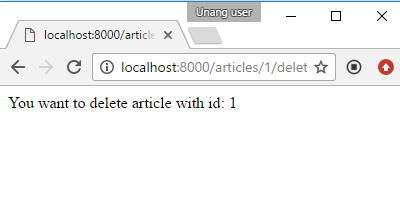 Unang user
localhost:8000/article
localhost:8000/articles/1/delet
You want to delete article with id: 1